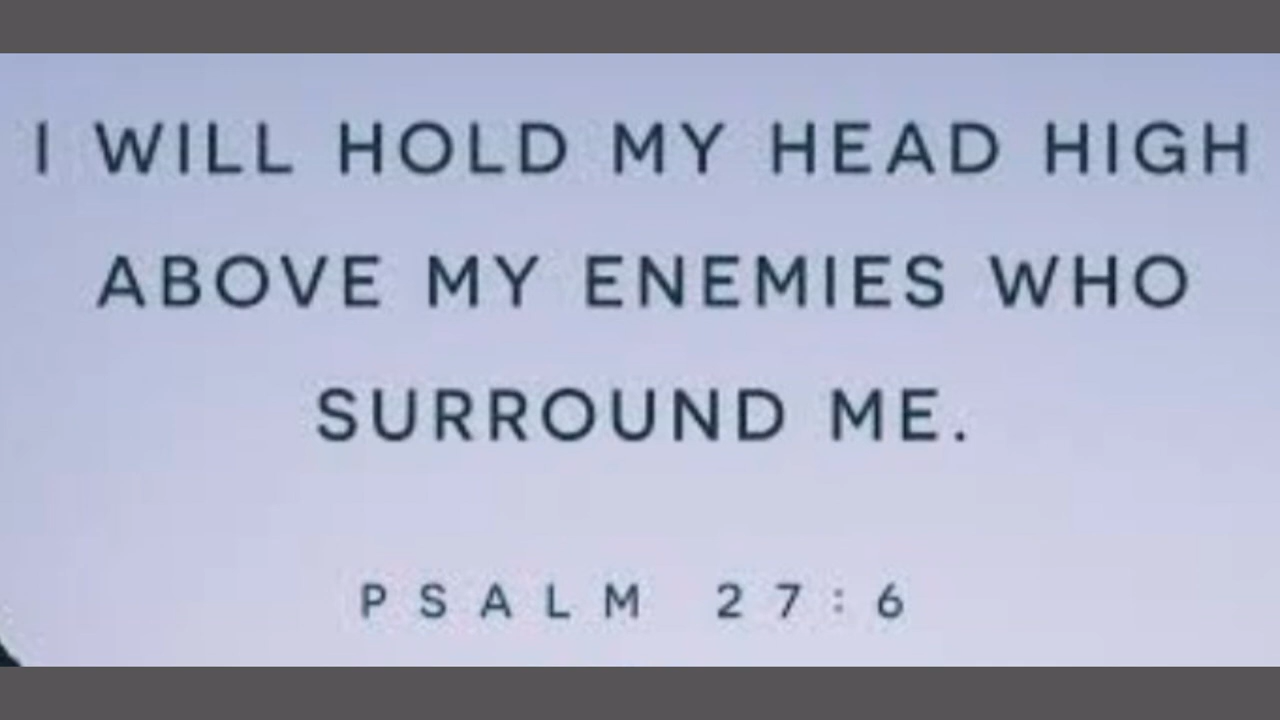 I WILL HOLD MY HEAD HIGH
ABOVE MY ENEMIES WHO
SURROUND ME.
PSALM 27:6